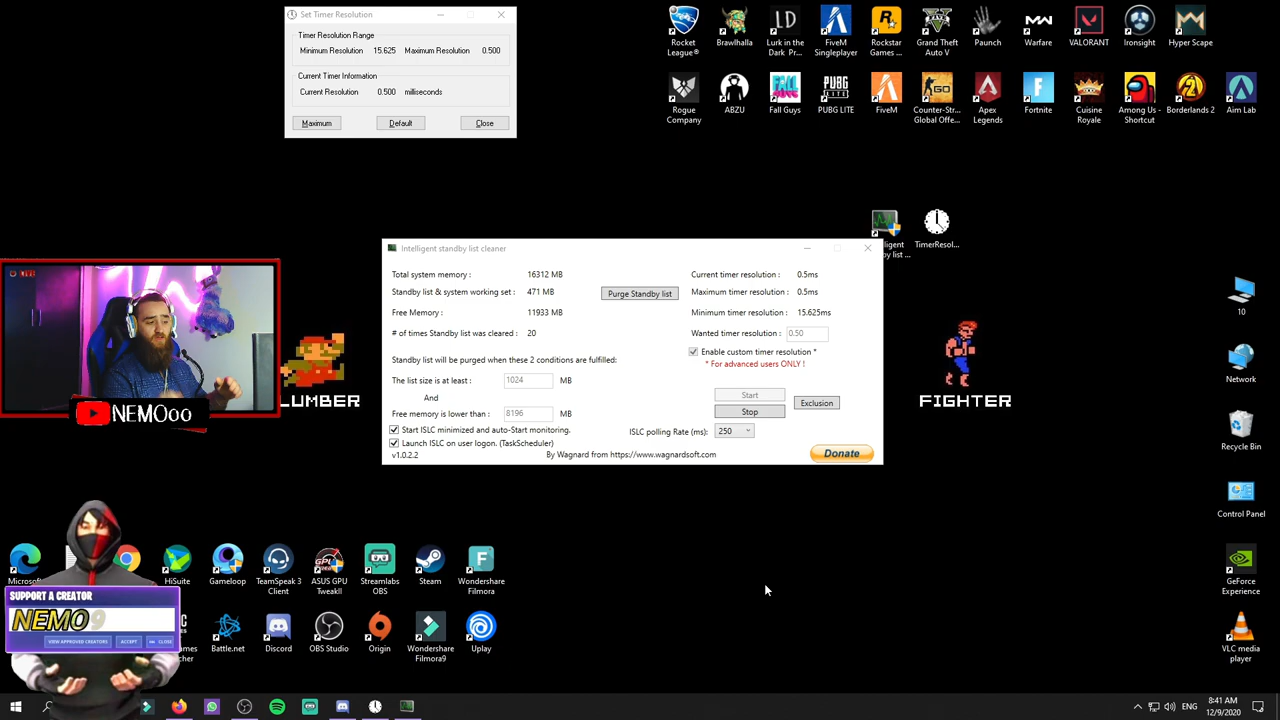 Set Timer Resolution
Timer Resolution Range
Minimum Resolution 15.625 Maximum Resolution 0.500
Current Timer Information
Current Resolution 0.500 milliseconds
Maximum Default Close
Rocket League®
Brawlhalla
Lurk in the Dark Pr...
FiveM Singleplayer
Rockstar Games ...
Grand Theft Auto V
Paunch
Warfare
VALORANT
Ironsight
Hyper Scape
Rogue Company
ABZU
Fall Guys
PUBG LITE
FiveM
Counter-Str... Global Offe...
Apex Legends
Fortnite
Cuisine Royale
Among Us - Shortcut
Borderlands 2
Aim Lab
TimerResol...
Intelligent standby list cleaner
Total system memory : 16312 MB
Standby list & system working set : 471 MB
Purge Standby list
Free Memory : 11933 MB
# of times Standby list was cleared : 20
Standby list will be purged when these 2 conditions are fulfilled:
The list size is at least : 1024 MB
And
Free memory is lower than : 8196 MB
Start ISLC minimized and auto-Start monitoring.
Launch ISLC on user logon. (TaskScheduler)
v1.0.2.2
By Wagnard from https://www.wagnardsoft.com
Current timer resolution : 0.5ms
Maximum timer resolution : 0.5ms
Minimum timer resolution : 15.625ms
Wanted timer resolution : 0.50
Enable custom timer resolution *
* For advanced users ONLY !
Start
Stop
Exclusion
ISLC polling Rate (ms): 250
Donate
LIVE
NEMOoo
LUMBER
FIGHTER
10
Network
Recycle Bin
Control Panel
GeForce Experience
VLC media player
HiSuite
Gameloop
TeamSpeak 3 Client
ASUS GPU TweakII
Streamlabs OBS
Steam
Wondershare Filmora
SUPPORT A CREATOR
NEMO9
VIEW APPROVED CREATORS ACCEPT CLOSE
Battle.net
Discord
OBS Studio
Origin
Wondershare Filmora9
Uplay
ENG
8:41 AM
12/9/2020